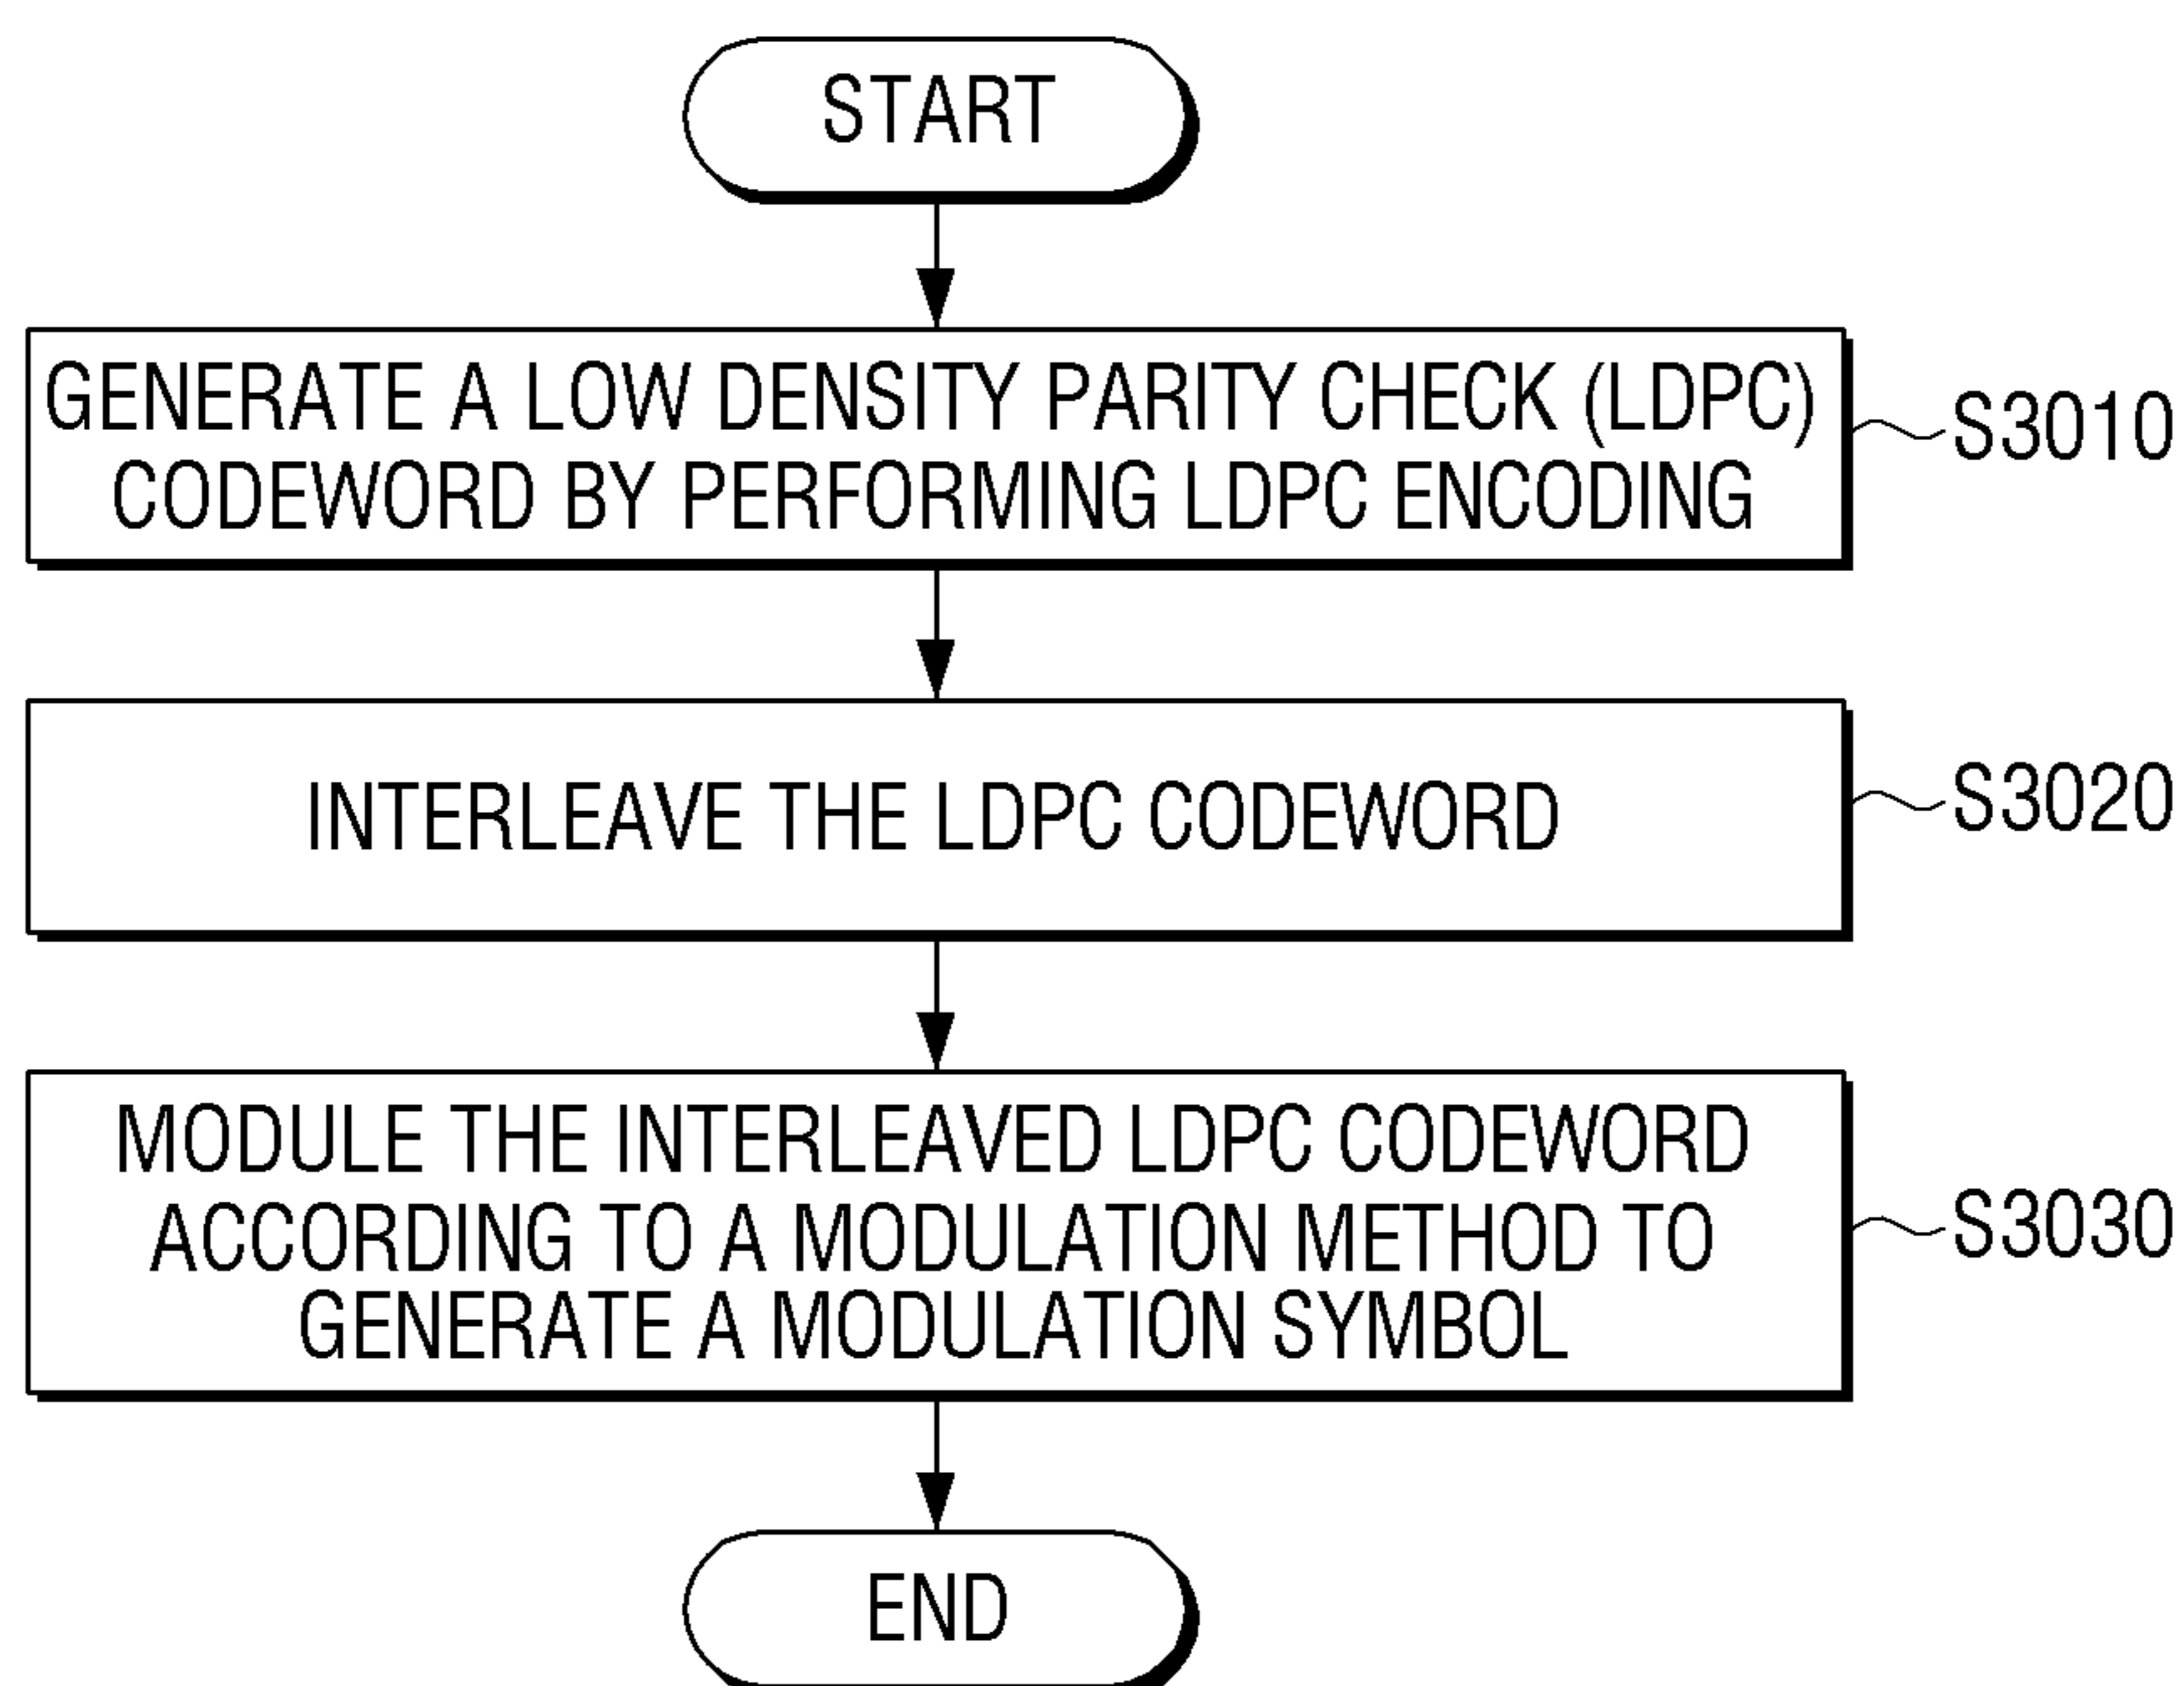 START
GENERATE A LOW DENSITY PARITY CHECK (LDPC)
CODEWORD BY PERFORMING LDPC ENCODING
S3010
INTERLEAVE THE LDPC CODEWORD
S3020
MODULE THE INTERLEAVED LDPC CODEWORD
ACCORDING TO A MODULATION METHOD TO
GENERATE A MODULATION SYMBOL
S3030
END